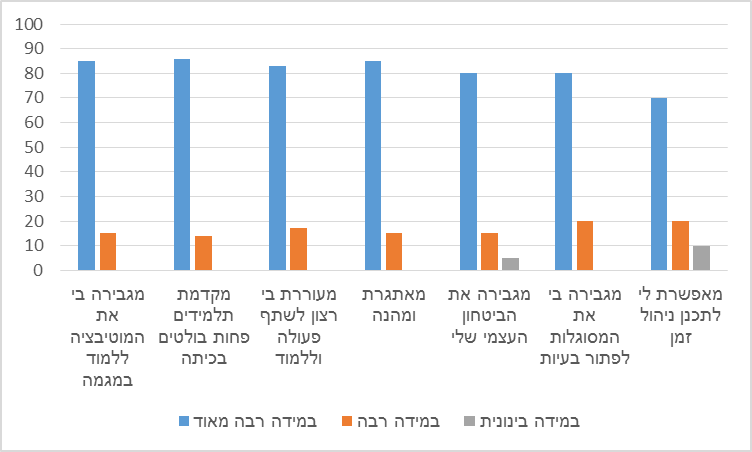 100
90
80
70
60
50
40
30
20
10
0
מגבירה בי
את
המוטיבציה
ללמוד
במגמה
מקדמת
תלמידים
פחות בולטים
בכיתה
מעוררת בי
רצון לשתף
פעולה
וללמוד
מאתגרת
ומהנה
מגבירה את
הביטחון
העצמי שלי
מגבירה בי
את
המסוגלות
לפתור בעיות
מאפשרת לי
לתכנן ניהול
זמן
במידה רבה מאוד
במידה רבה
במידה בינונית